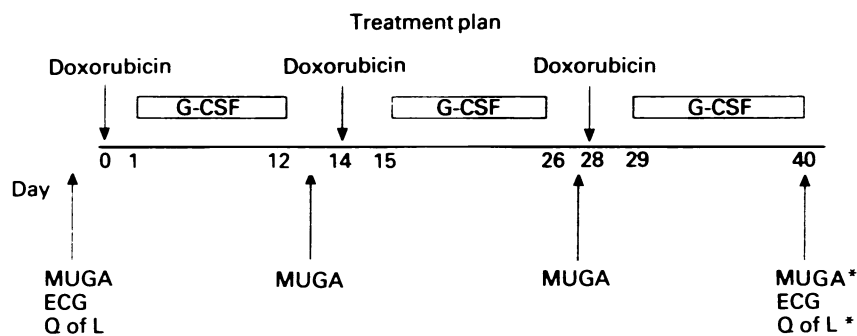 Treatment plan
Doxorubicin Doxorubicin Doxorubicin
G-CSF G-CSF G-CSF
0 1 12 14 15 26 28 29 40
Day
MUGA MUGA MUGA MUGA*
ECG ECG
Q of L Q of L *